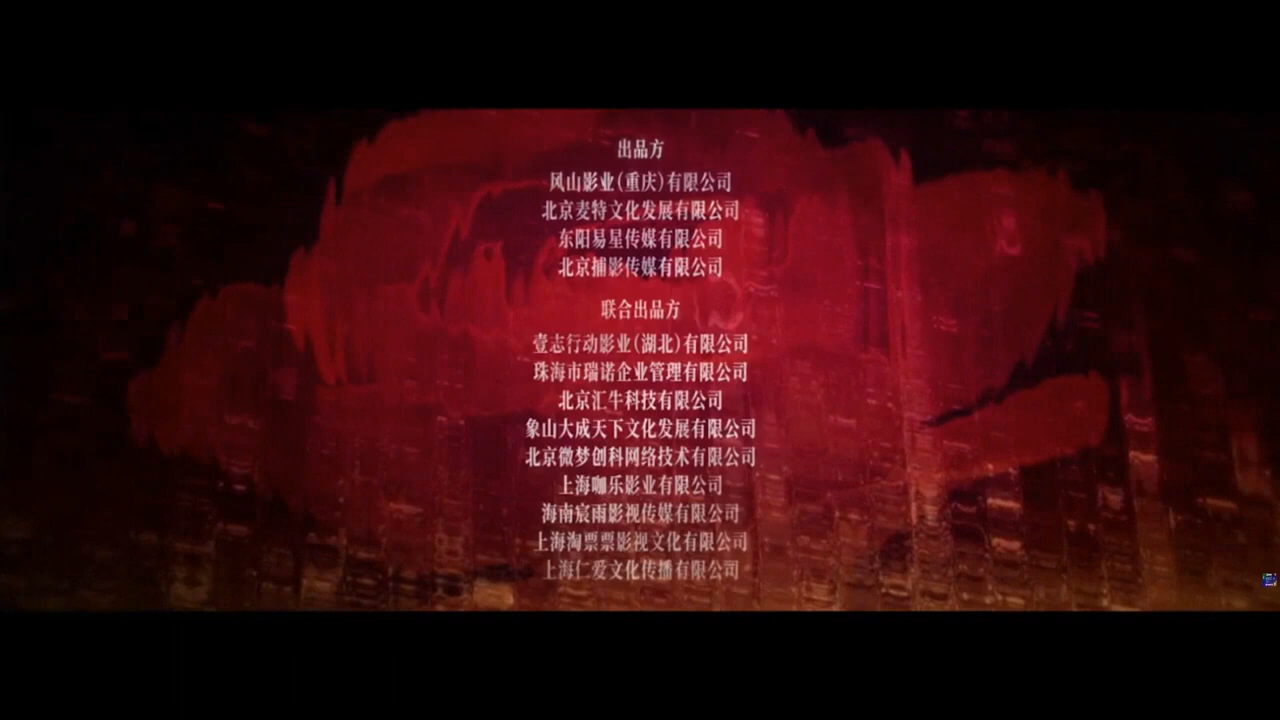 出品方
风山影业(重庆)有限公司
北京麦特文化发展有限公司
东阳易星传媒有限公司
北京捕影传媒有限公司
联合出品方
壹志行动影业(湖北)有限公司
珠海市瑞诺企业管理有限公司
北京汇牛科技有限公司
象山大成天下文化发展有限公司
北京微梦创科网络技术有限公司
上海咖乐影业有限公司
海南宸雨影视传媒有限公司
上海淘票票影视文化有限公司
上海仁爱文化传播有限公司